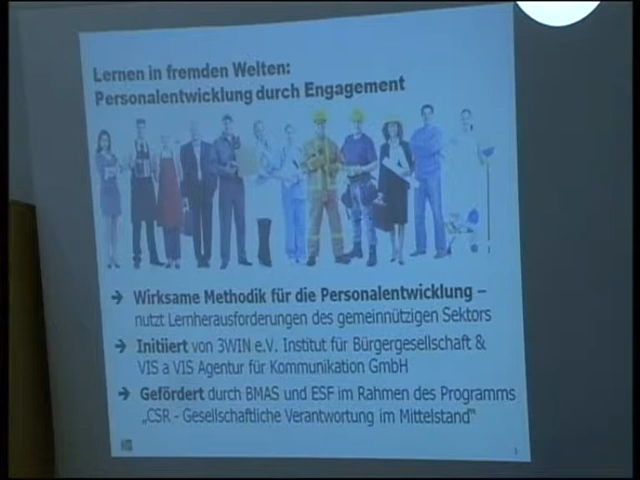 Lernen in fremden Welten:
Personalentwicklung durch Engagement
➔ Wirksame Methodik für die Personalentwicklung –
nutzt Lernherausforderungen des gemeinnützigen Sektors
➔ Initiiert von 3WIN e.V. Institut für Bürgergesellschaft &
VIS a VIS Agentur für Kommunikation GmbH
➔ Gefördert durch BMAS und ESF im Rahmen des Programms
„CSR - Gesellschaftliche Verantwortung im Mittelstand"